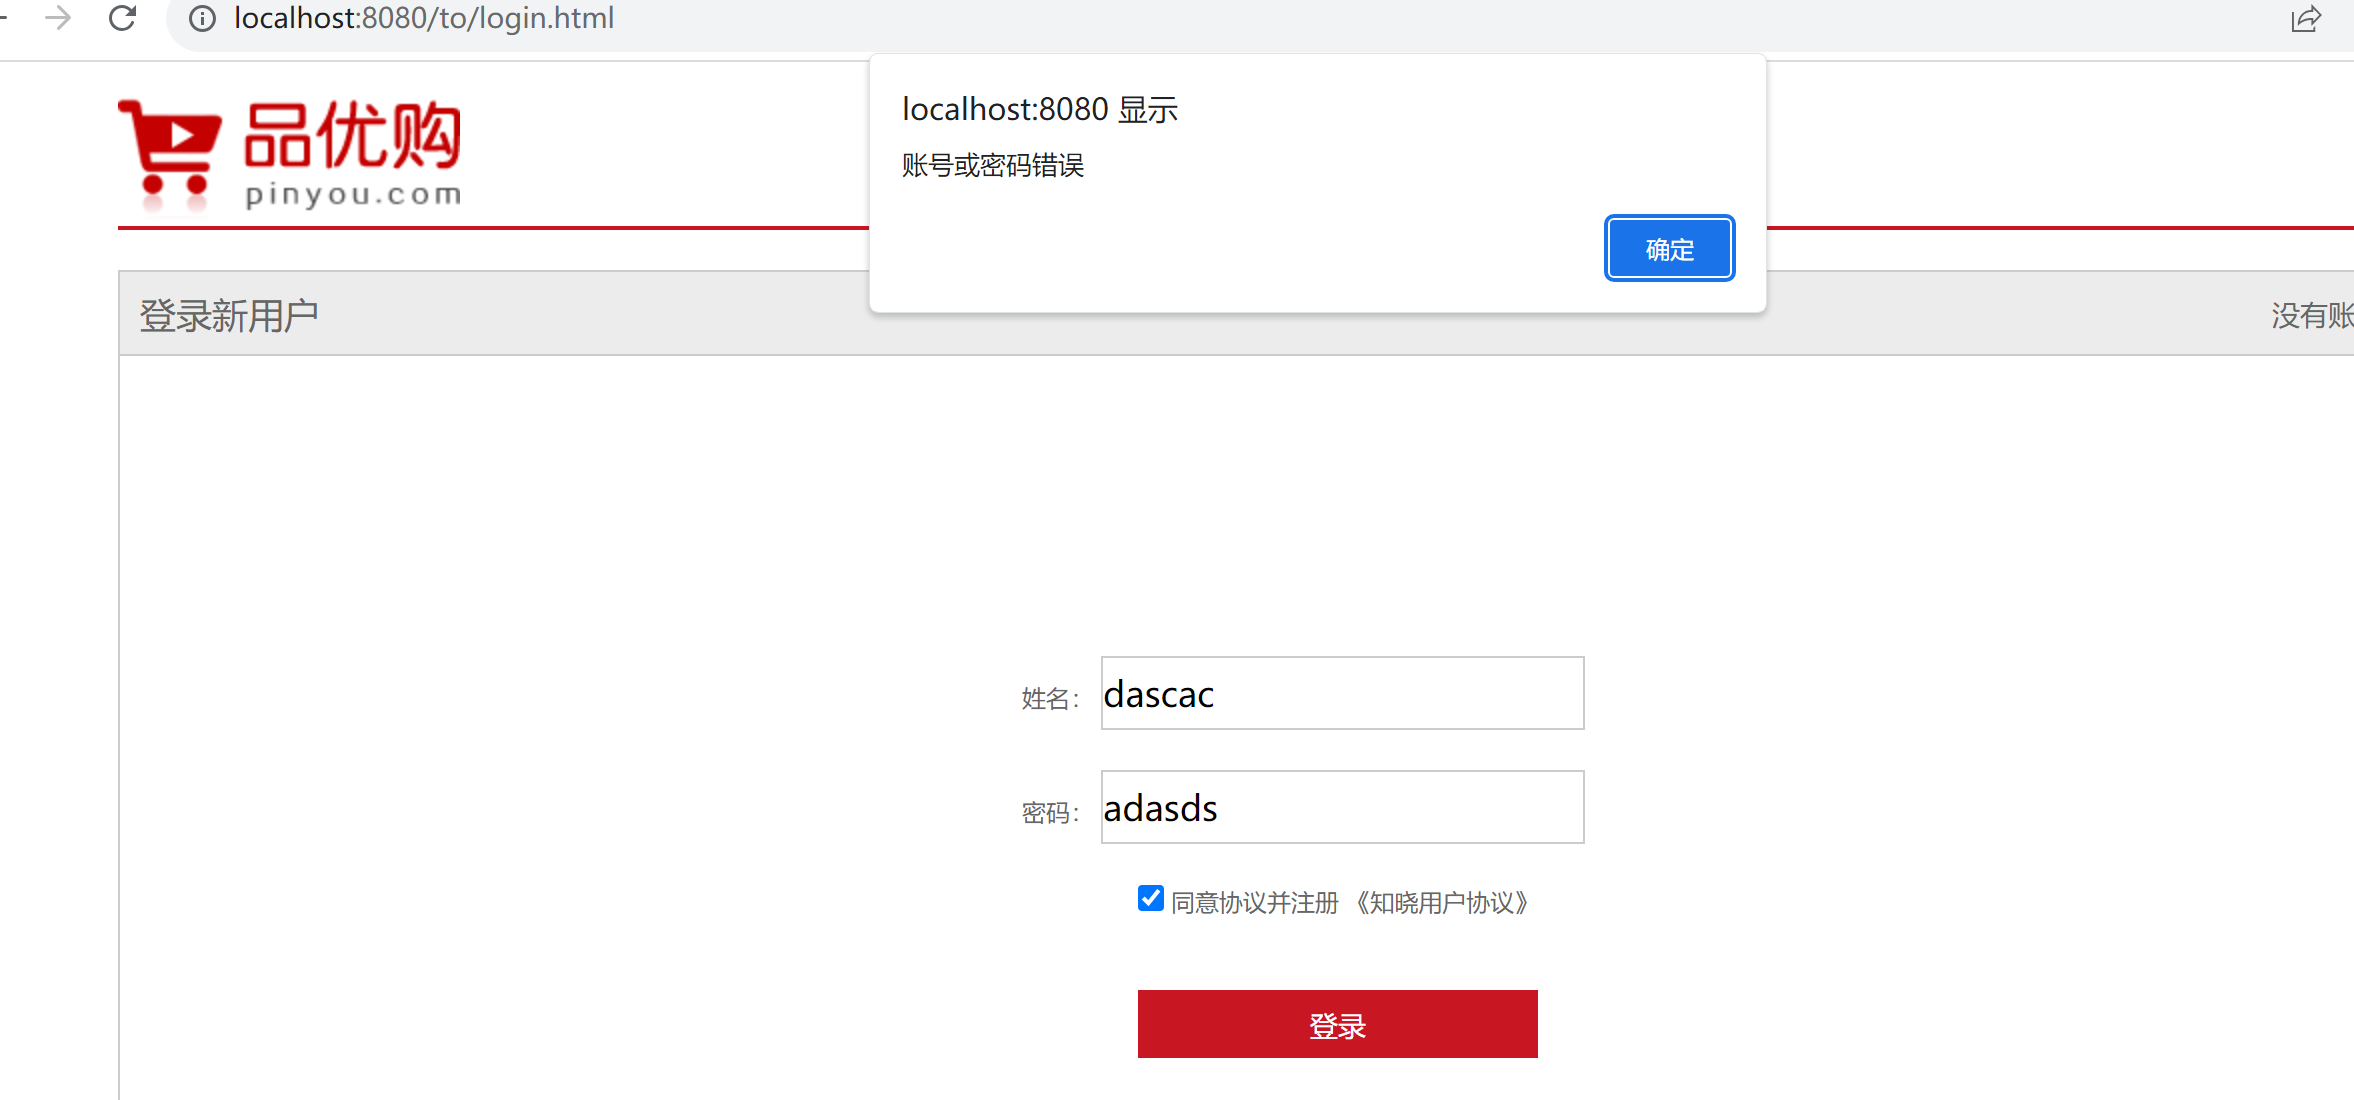 localhost:8080/to/login.html
localhost:8080 显示
账号或密码错误
确定
品优购
pinyou.com
登录新用户
没有账
姓名：
dascac
密码：
adasds
同意协议并注册 《知晓用户协议》
登录